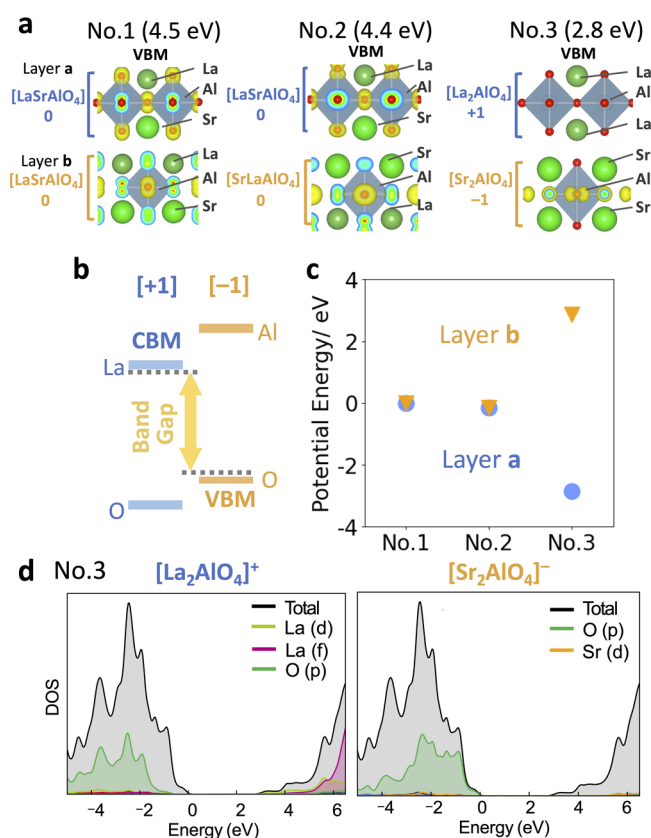 a
No.1 (4.5 eV)
VBM
Layer a
[LaSrAlO₄]
0
La
Al
Sr
Layer b
[LaSrAlO₄]
0
La
Al
Sr
No.2 (4.4 eV)
VBM
[LaSrAlO₄]
0
La
Al
Sr
[SrLaAlO₄]
0
Sr
Al
La
No.3 (2.8 eV)
VBM
[La₂AlO₄]
+1
La
Al
La
[Sr₂AlO₄]
−1
Sr
Al
Sr
b
[+1] [−1]
CBM
Al
La
Band
Gap
O
VBM
O
c
Potential Energy/ eV
4
2
0
-2
-4
Layer b
Layer a
No.1 No.2 No.3
d
No.3 [La₂AlO₄]⁺ [Sr₂AlO₄]⁻
DOS
Total
La (d)
La (f)
O (p)
−4 −2 0 2 4 6
Energy (eV)
Total
O (p)
Sr (d)
−4 −2 0 2 4 6
Energy (eV)